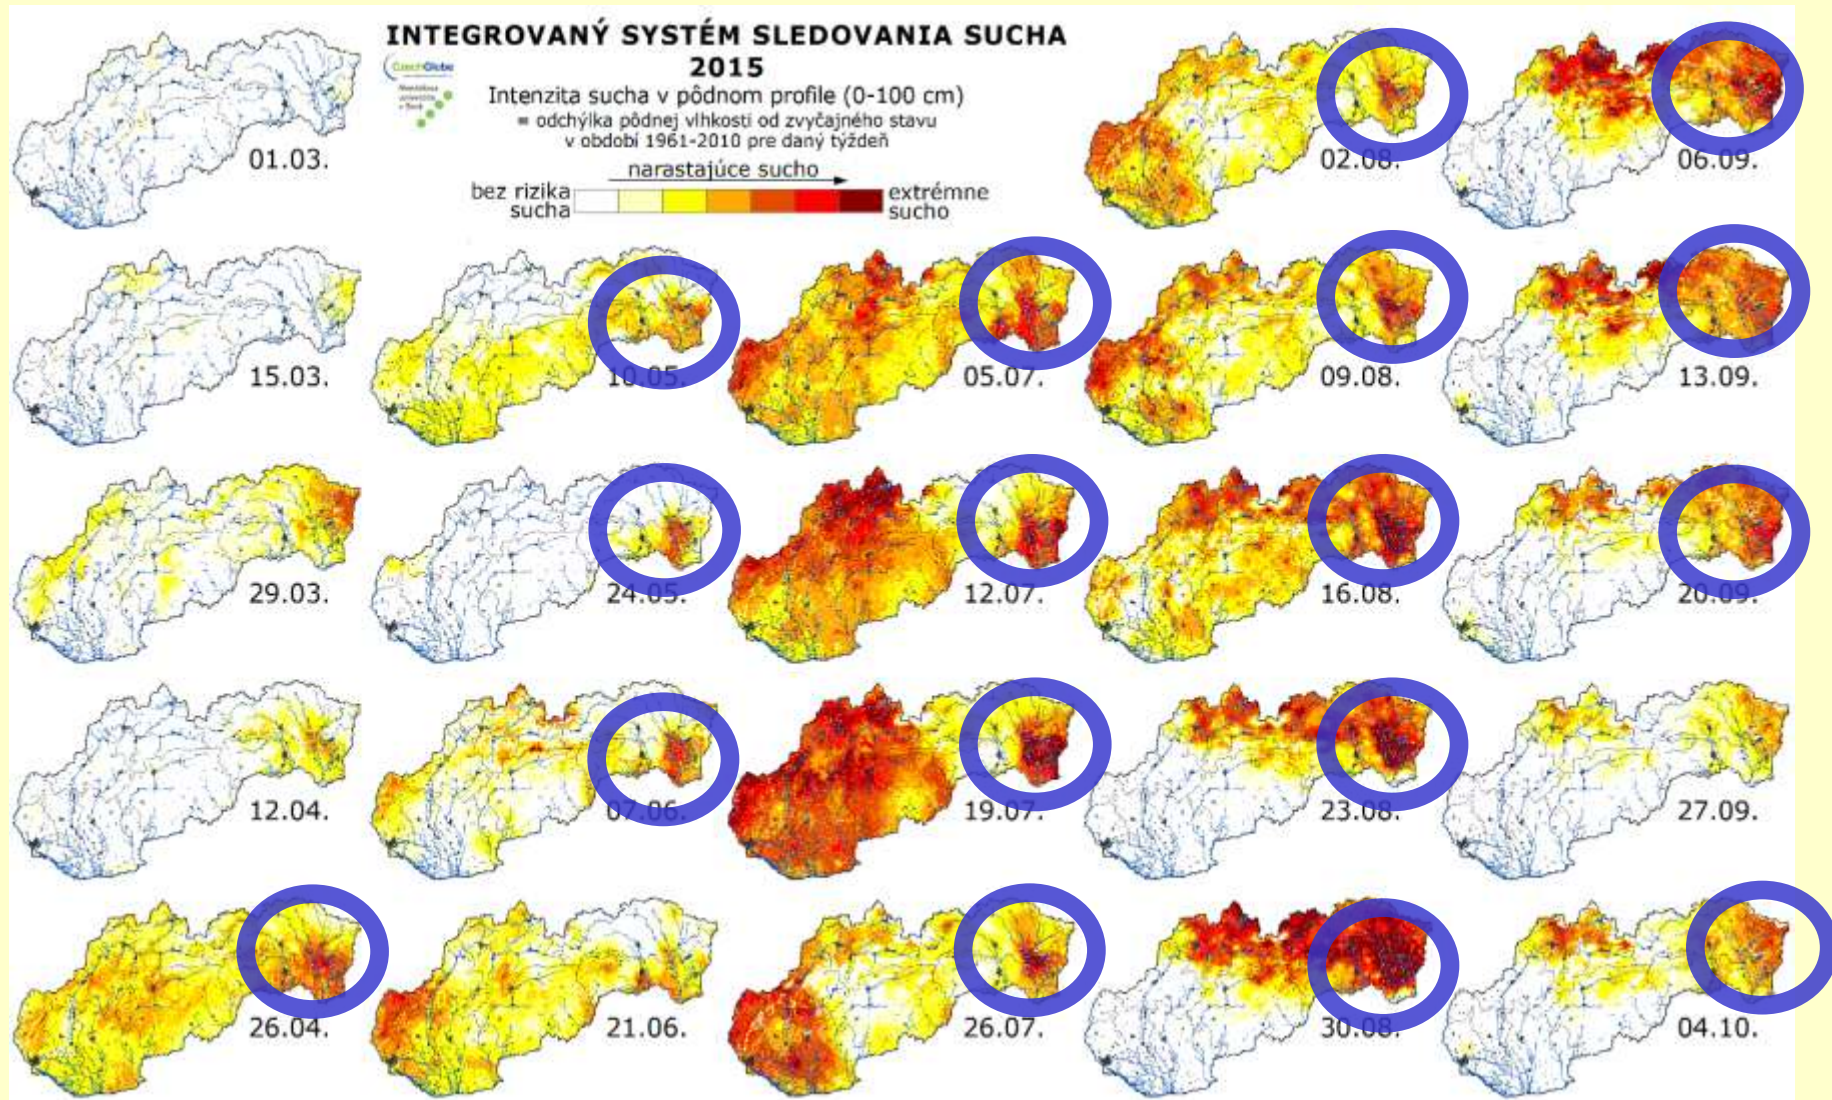 INTEGROVANÝ SYSTÉM SLEDOVANIA SUCHA
2015
CzechGlobe
Intenzita sucha v pôdnom profile (0-100 cm)
= odchýlka pôdnej vlhkosti od zvyčajného stavu
v období 1961-2010 pre daný týždeň
narastajúce sucho
bez rizika
sucha
extrémne
sucho
01.03.
02.08.
06.09.
15.03.
10.05.
05.07.
09.08.
13.09.
29.03.
24.05.
12.07.
16.08.
20.09.
12.04.
07.06.
19.07.
23.08.
27.09.
26.04.
21.06.
26.07.
30.08.
04.10.